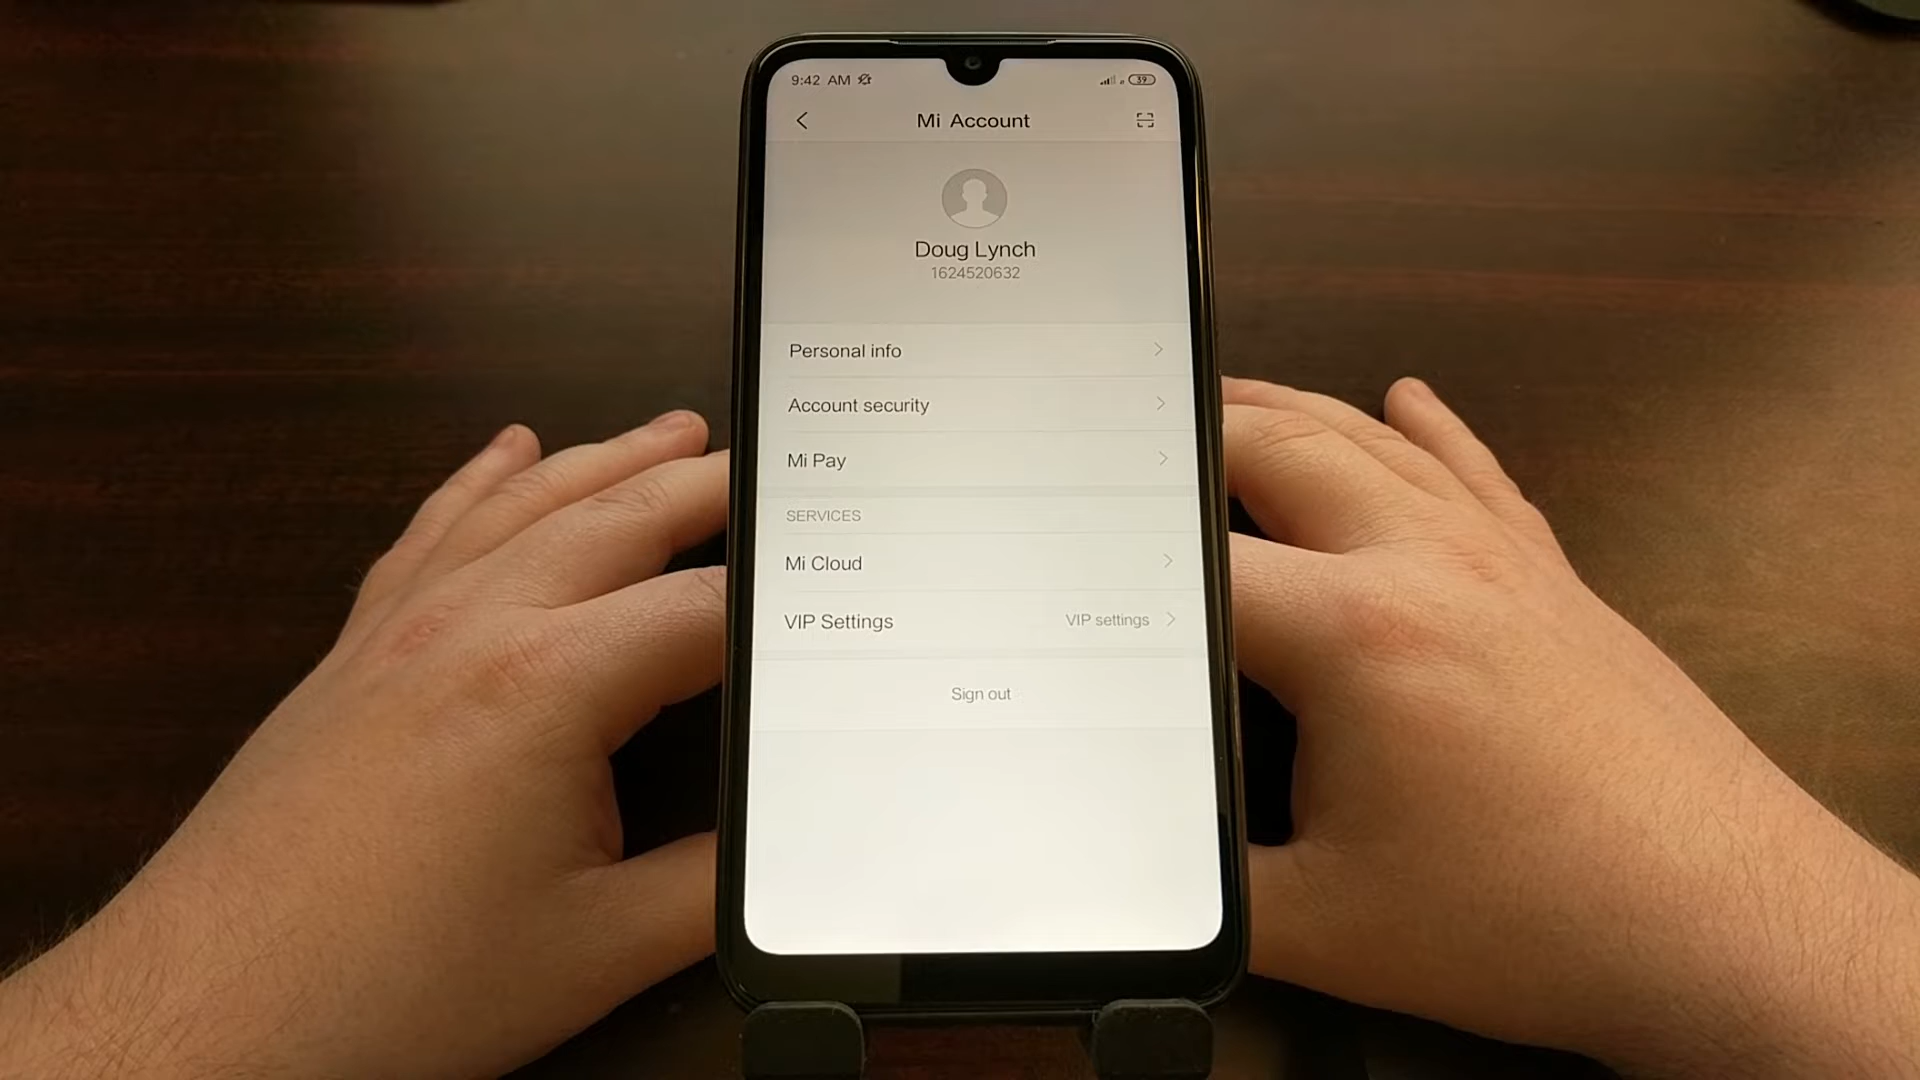 9:42 AM
39
Mi Account
Doug Lynch
1624520632
Personal info
Account security
Mi Pay
SERVICES
Mi Cloud
VIP Settings VIP settings
Sign out